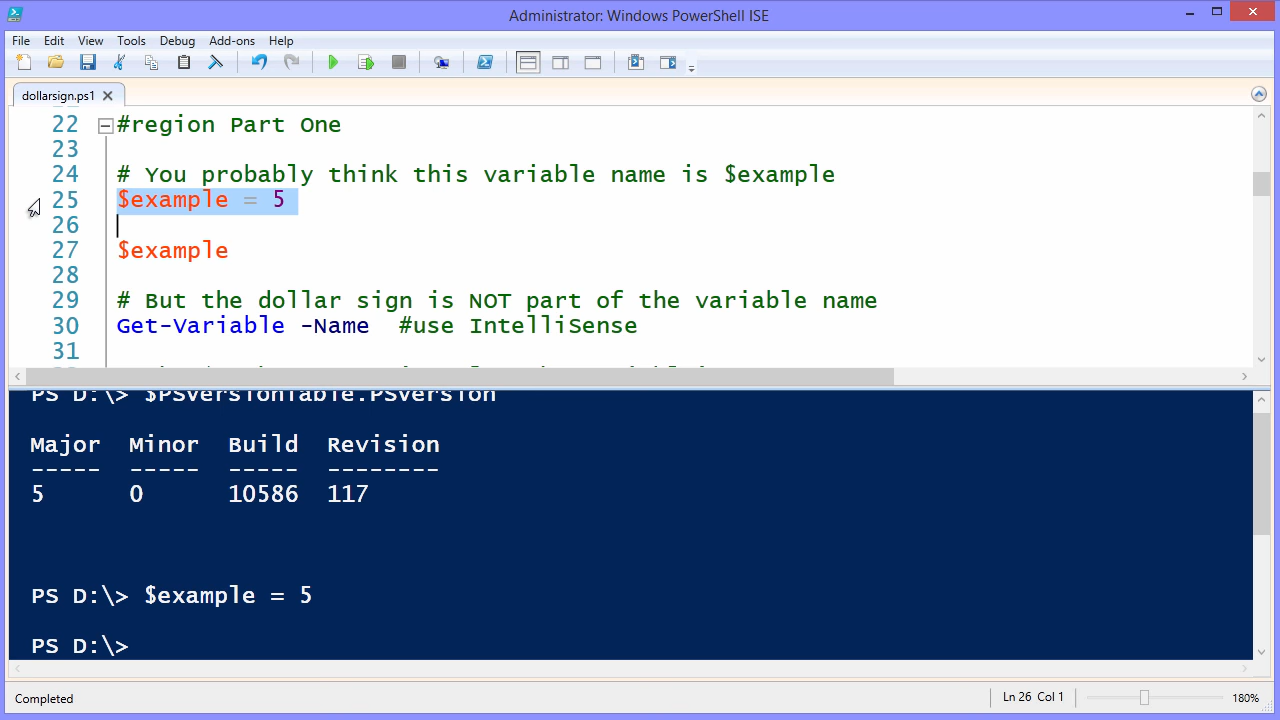 Administrator: Windows PowerShell ISE
File Edit View Tools Debug Add-ons Help
dollarsign.ps1
22 #region Part One
23
24 # You probably think this variable name is $example
25 $example = 5
26
27 $example
28
29 # But the dollar sign is NOT part of the variable name
30 Get-Variable -Name  #use IntelliSense
31
PS D:\> $PSVersionTable.PSVersion
Major  Minor  Build  Revision
-----  -----  -----  --------
5      0      10586  117
PS D:\> $example = 5
PS D:\>
Completed
Ln 26 Col 1
180%